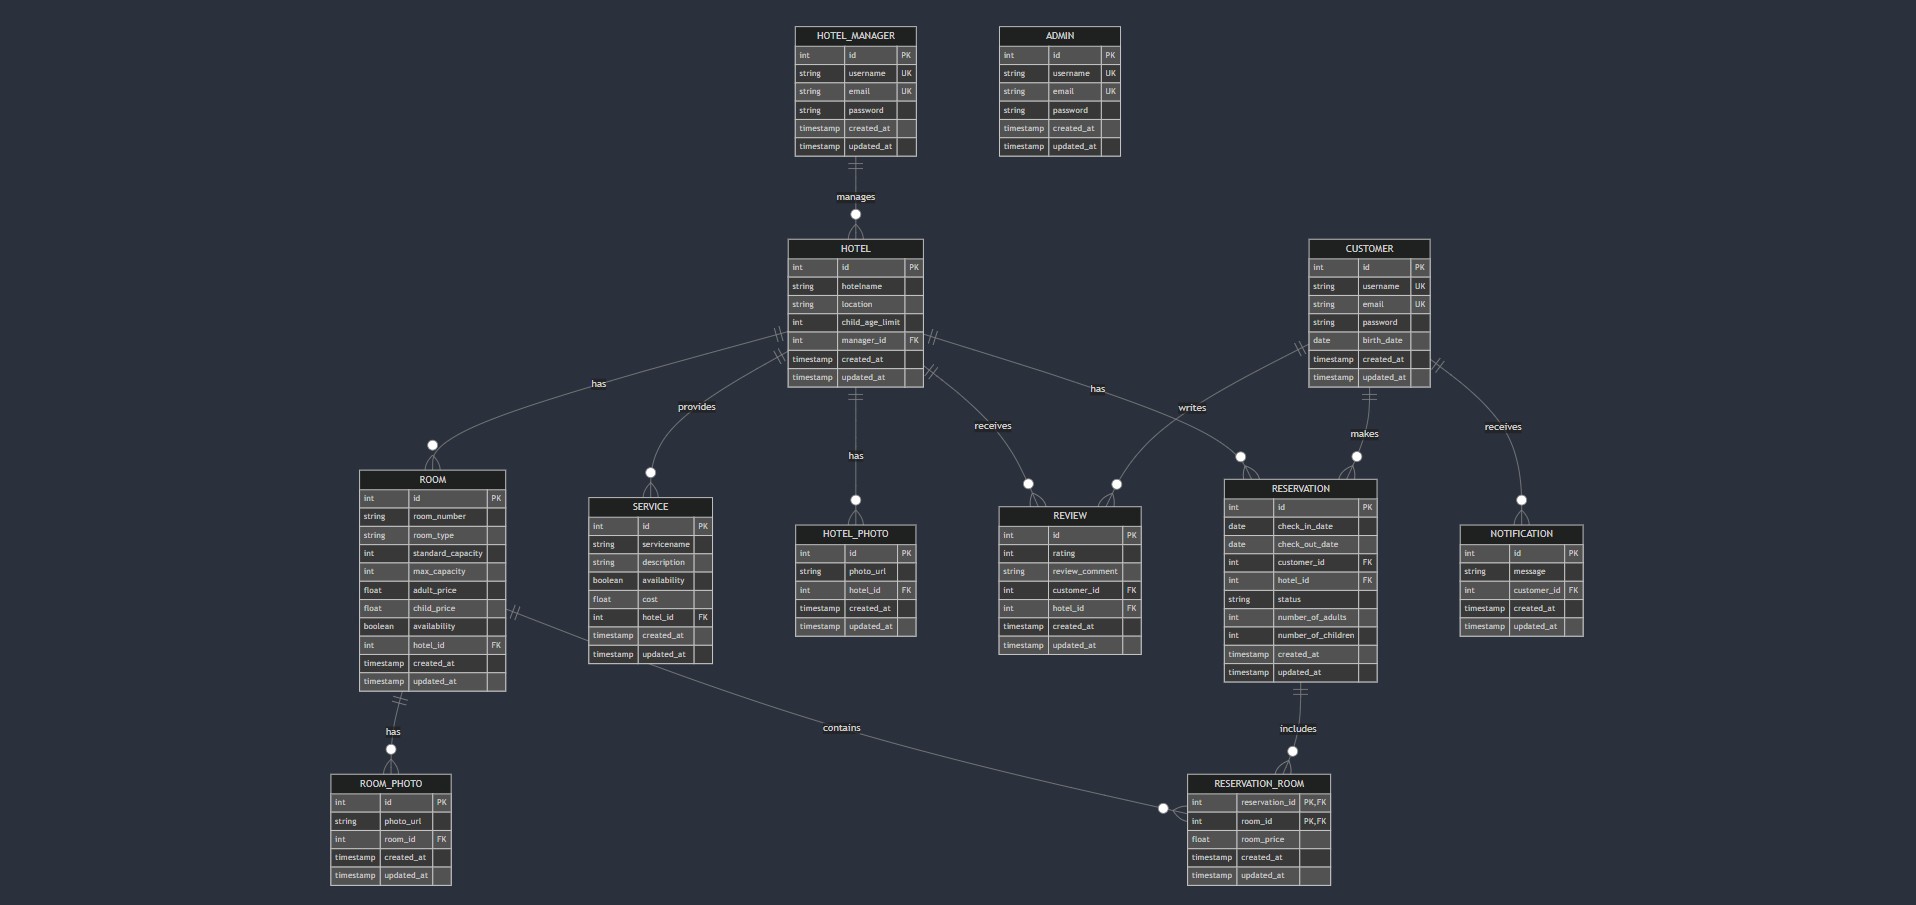 HOTEL_MANAGER
int id PK
string username UK
string email UK
string password
timestamp created_at
timestamp updated_at
ADMIN
int id PK
string username UK
string email UK
string password
timestamp created_at
timestamp updated_at
manages
HOTEL
int id PK
string hotelname
string location
int child_age_limit
int manager_id FK
timestamp created_at
timestamp updated_at
CUSTOMER
int id PK
string username UK
string email UK
string password
date birth_date
timestamp created_at
timestamp updated_at
has
provides
has
receives
has
writes
makes
receives
ROOM
int id PK
string room_number
string room_type
int standard_capacity
int max_capacity
float adult_price
float child_price
boolean availability
int hotel_id FK
timestamp created_at
timestamp updated_at
SERVICE
int id PK
string servicename
string description
boolean availability
float cost
int hotel_id FK
timestamp created_at
timestamp updated_at
HOTEL_PHOTO
int id PK
string photo_url
int hotel_id FK
timestamp created_at
timestamp updated_at
REVIEW
int id PK
int rating
string review_comment
int customer_id FK
int hotel_id FK
timestamp created_at
timestamp updated_at
RESERVATION
int id PK
date check_in_date
date check_out_date
int customer_id FK
int hotel_id FK
string status
int number_of_adults
int number_of_children
timestamp created_at
timestamp updated_at
NOTIFICATION
int id PK
string message
int customer_id FK
timestamp created_at
timestamp updated_at
has
contains
includes
ROOM_PHOTO
int id PK
string photo_url
int room_id FK
timestamp created_at
timestamp updated_at
RESERVATION_ROOM
int reservation_id PK,FK
int room_id PK,FK
float room_price
timestamp created_at
timestamp updated_at